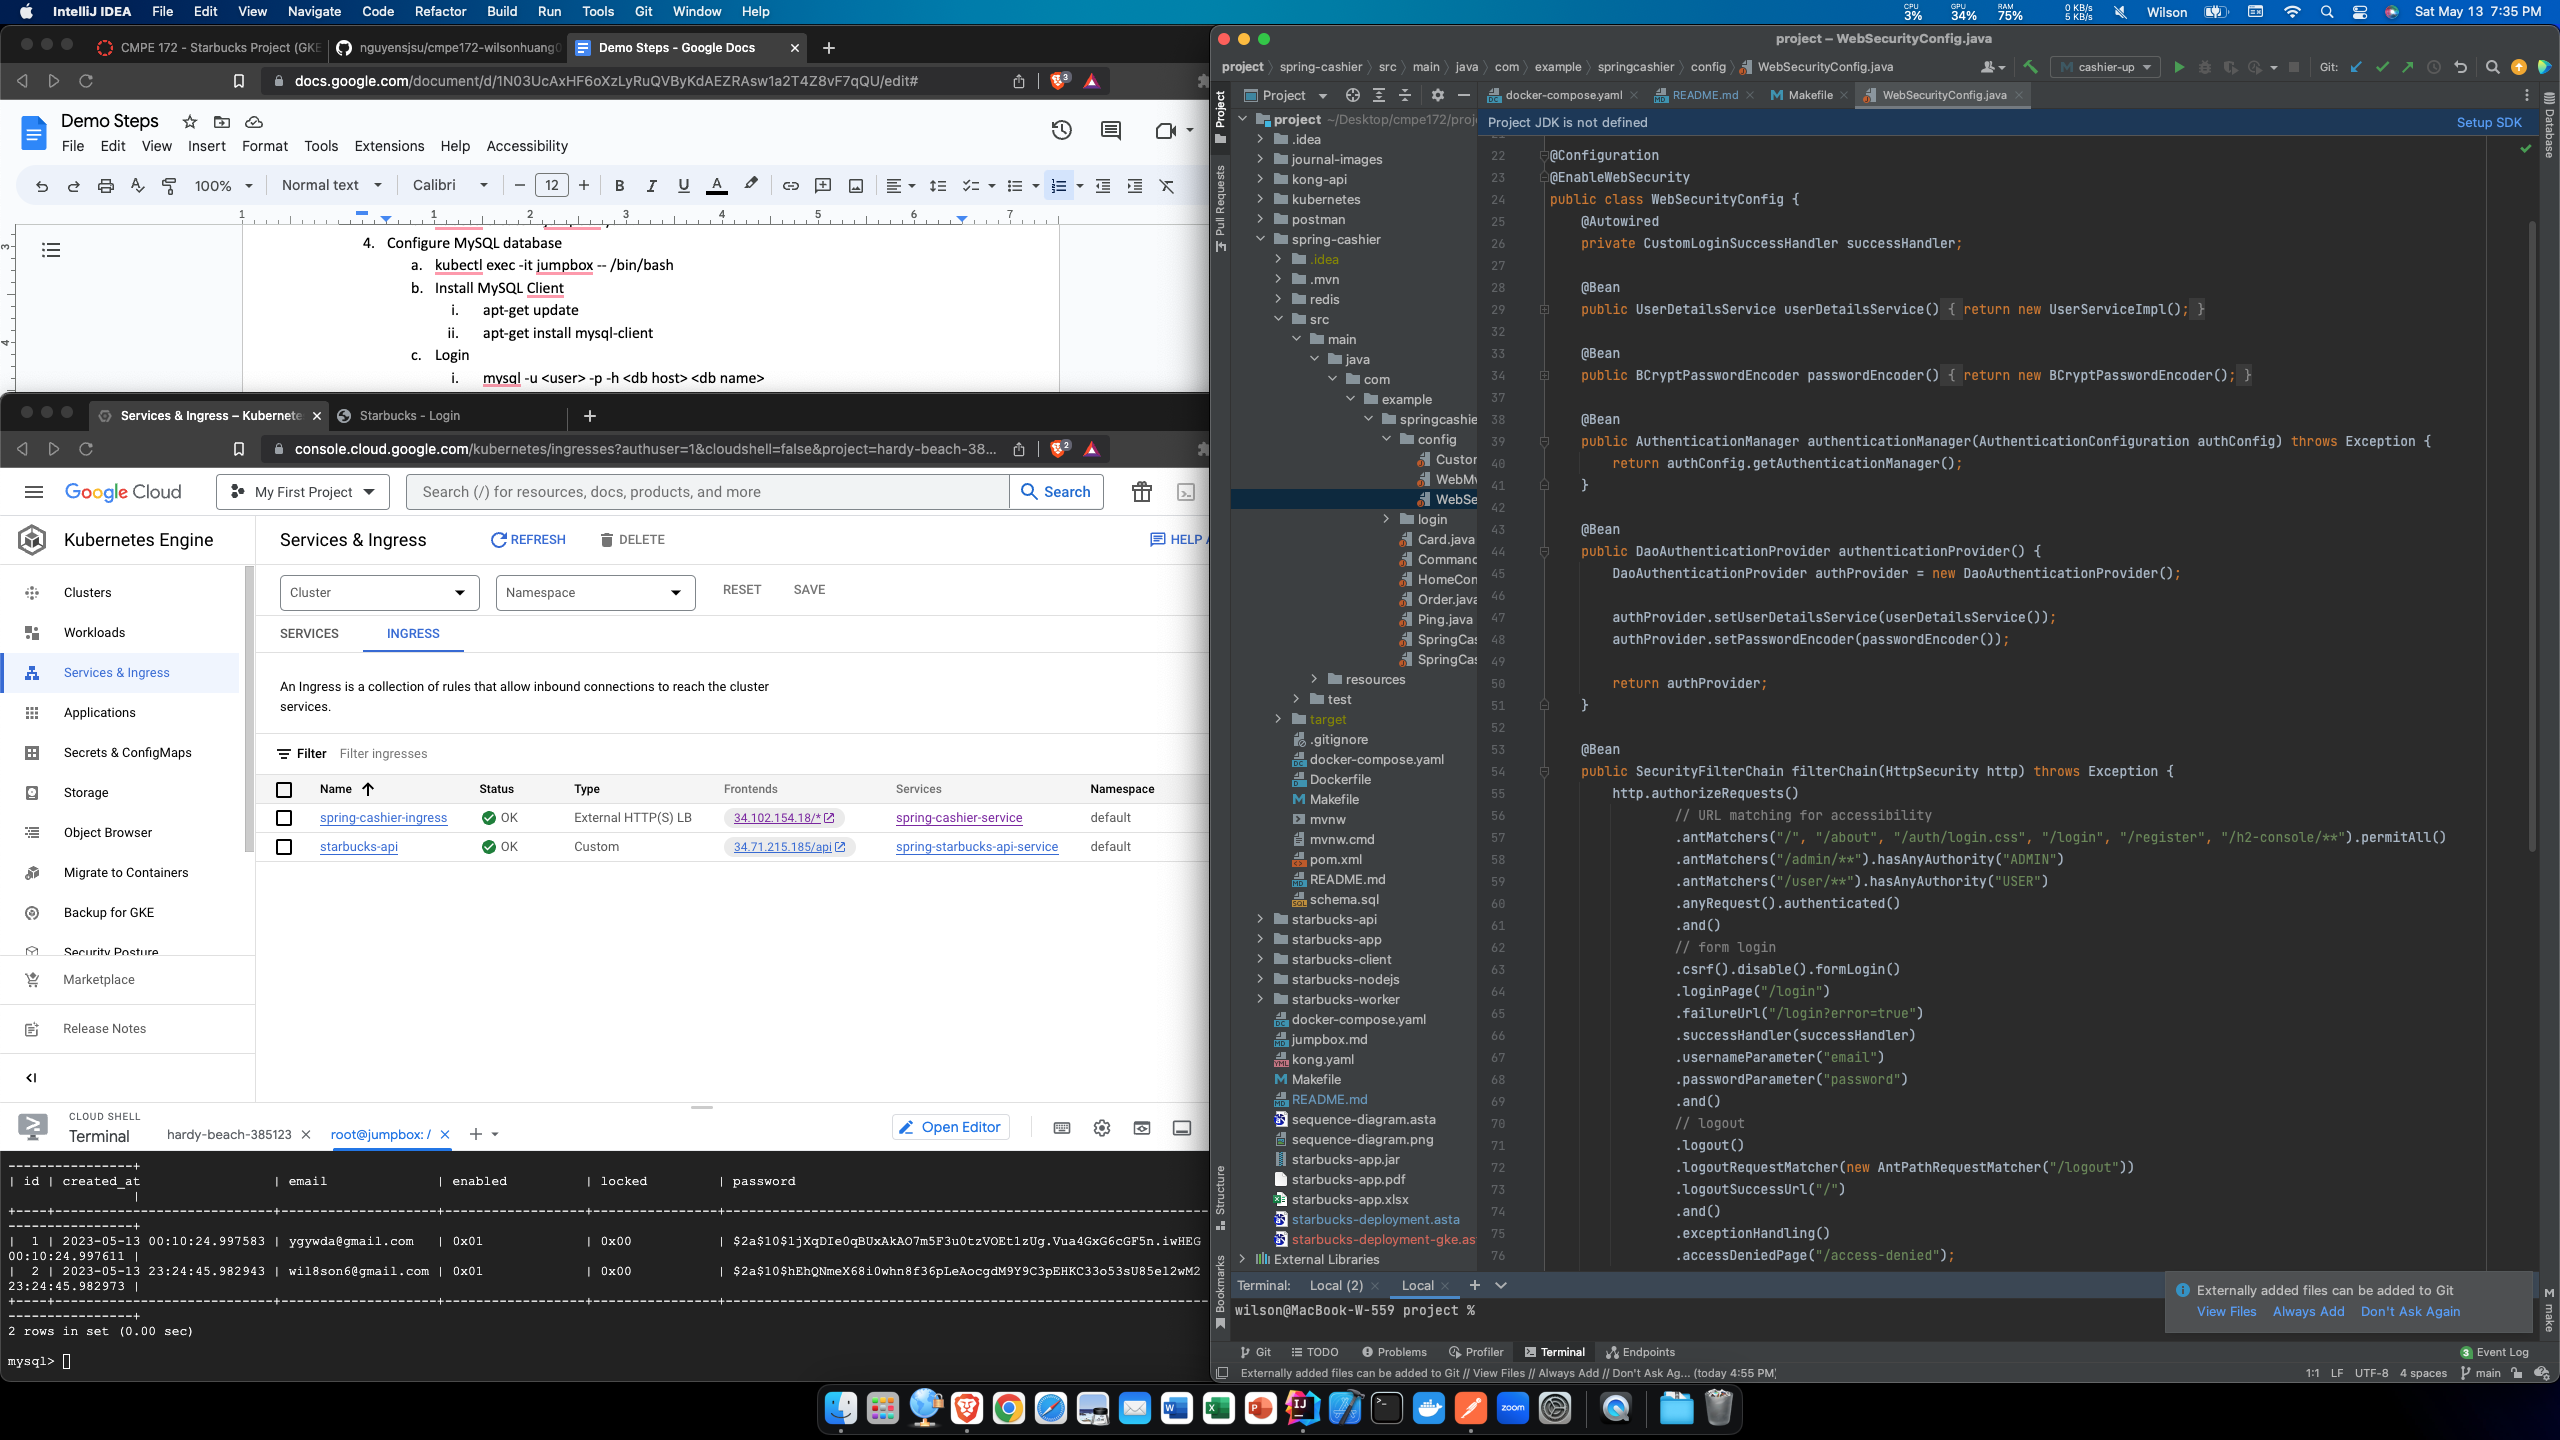 IntelliJ IDEA File Edit View Navigate Code Refactor Build Run Tools Git Window Help
CPU 3% GPU 34% RAM 75% 0 KB/s 5 KB/s Wilson Sat May 13 7:35 PM
CMPE 172 - Starbucks Project (GKE
nguyensjsu/cmpe172-wilsonhuang0
Demo Steps - Google Docs
docs.google.com/document/d/1N03UcAxHF6oXzLyRuQVByKdAEZRAsw1a2T4Z8vF7qQU/edit#
Demo Steps
File Edit View Insert Format Tools Extensions Help Accessibility
100% Normal text Calibri 12
4. Configure MySQL database
a. kubectl exec -it jumpbox -- /bin/bash
b. Install MySQL Client
i. apt-get update
ii. apt-get install mysql-client
c. Login
i. mysql -u <user> -p -h <db host> <db name>
Services & Ingress – Kubernete
Starbucks - Login
console.cloud.google.com/kubernetes/ingresses?authuser=1&cloudshell=false&project=hardy-beach-38...
Google Cloud
My First Project
Search (/) for resources, docs, products, and more
Search
Kubernetes Engine
Clusters
Workloads
Services & Ingress
Applications
Secrets & ConfigMaps
Storage
Object Browser
Migrate to Containers
Backup for GKE
Security Posture
Marketplace
Release Notes
Services & Ingress REFRESH DELETE HELP
Cluster Namespace RESET SAVE
SERVICES INGRESS
An Ingress is a collection of rules that allow inbound connections to reach the cluster
services.
Filter Filter ingresses
Name Status Type Frontends Services Namespace
spring-cashier-ingress OK External HTTP(S) LB 34.102.154.18/* spring-cashier-service default
starbucks-api OK Custom 34.71.215.185/api spring-starbucks-api-service default
CLOUD SHELL
Terminal hardy-beach-385123 root@jumpbox: / Open Editor
----------------+
| id | created_at | email | enabled | locked | password
|
| 1 | 2023-05-13 00:10:24.997583 | ygywda@gmail.com | 0x01 | 0x00 | $2a$10$1jXqDIe0qBUxAkAO7m5F3u0tzVOEt1zUg.Vua4GxG6cGF5n.iwHEG
00:10:24.997611 |
| 2 | 2023-05-13 23:24:45.982943 | wil8son6@gmail.com | 0x01 | 0x00 | $2a$10$hEhQNmeX68i0whn8f36pLeAocgdM9Y9C3pEHKC33o53sU85el2wM2
23:24:45.982973 |
----------------+
2 rows in set (0.00 sec)
mysql>
project – WebSecurityConfig.java
project spring-cashier src main java com example springcashier config WebSecurityConfig.java
cashier-up Git:
Project
docker-compose.yaml README.md Makefile WebSecurityConfig.java
Project JDK is not defined Setup SDK
Project
Pull Requests
Structure
Bookmarks
Database
make
project ~/Desktop/cmpe172/proj
.idea
journal-images
kong-api
kubernetes
postman
spring-cashier
.idea
.mvn
redis
src
main
java
com
example
springcashie
config
Custor
WebMv
WebSe
login
Card.java
Command
HomeCon
Order.java
Ping.java
SpringCas
SpringCas
resources
test
target
.gitignore
docker-compose.yaml
Dockerfile
Makefile
mvnw
mvnw.cmd
pom.xml
README.md
schema.sql
starbucks-api
starbucks-app
starbucks-client
starbucks-nodejs
starbucks-worker
docker-compose.yaml
jumpbox.md
kong.yaml
Makefile
README.md
sequence-diagram.asta
sequence-diagram.png
starbucks-app.jar
starbucks-app.pdf
starbucks-app.xlsx
starbucks-deployment.asta
starbucks-deployment-gke.as
External Libraries
22 @Configuration
23 @EnableWebSecurity
24 public class WebSecurityConfig {
25 @Autowired
26 private CustomLoginSuccessHandler successHandler;
27
28 @Bean
29 public UserDetailsService userDetailsService() { return new UserServiceImpl(); }
32
33 @Bean
34 public BCryptPasswordEncoder passwordEncoder() { return new BCryptPasswordEncoder(); }
37
38 @Bean
39 public AuthenticationManager authenticationManager(AuthenticationConfiguration authConfig) throws Exception {
40 return authConfig.getAuthenticationManager();
41 }
42
43 @Bean
44 public DaoAuthenticationProvider authenticationProvider() {
45 DaoAuthenticationProvider authProvider = new DaoAuthenticationProvider();
46
47 authProvider.setUserDetailsService(userDetailsService());
48 authProvider.setPasswordEncoder(passwordEncoder());
49
50 return authProvider;
51 }
52
53 @Bean
54 public SecurityFilterChain filterChain(HttpSecurity http) throws Exception {
55 http.authorizeRequests()
56 // URL matching for accessibility
57 .antMatchers("/", "/about", "/auth/login.css", "/login", "/register", "/h2-console/**").permitAll()
58 .antMatchers("/admin/**").hasAnyAuthority("ADMIN")
59 .antMatchers("/user/**").hasAnyAuthority("USER")
60 .anyRequest().authenticated()
61 .and()
62 // form login
63 .csrf().disable().formLogin()
64 .loginPage("/login")
65 .failureUrl("/login?error=true")
66 .successHandler(successHandler)
67 .usernameParameter("email")
68 .passwordParameter("password")
69 .and()
70 // logout
71 .logout()
72 .logoutRequestMatcher(new AntPathRequestMatcher("/logout"))
73 .logoutSuccessUrl("/")
74 .and()
75 .exceptionHandling()
76 .accessDeniedPage("/access-denied");
Terminal: Local (2) Local
wilson@MacBook-W-559 project %
Externally added files can be added to Git
View Files Always Add Don't Ask Again
Git TODO Problems Profiler Terminal Endpoints 3 Event Log
Externally added files can be added to Git // View Files // Always Add // Don't Ask Ag... (today 4:55 PM) 1:1 LF UTF-8 4 spaces main
zoom